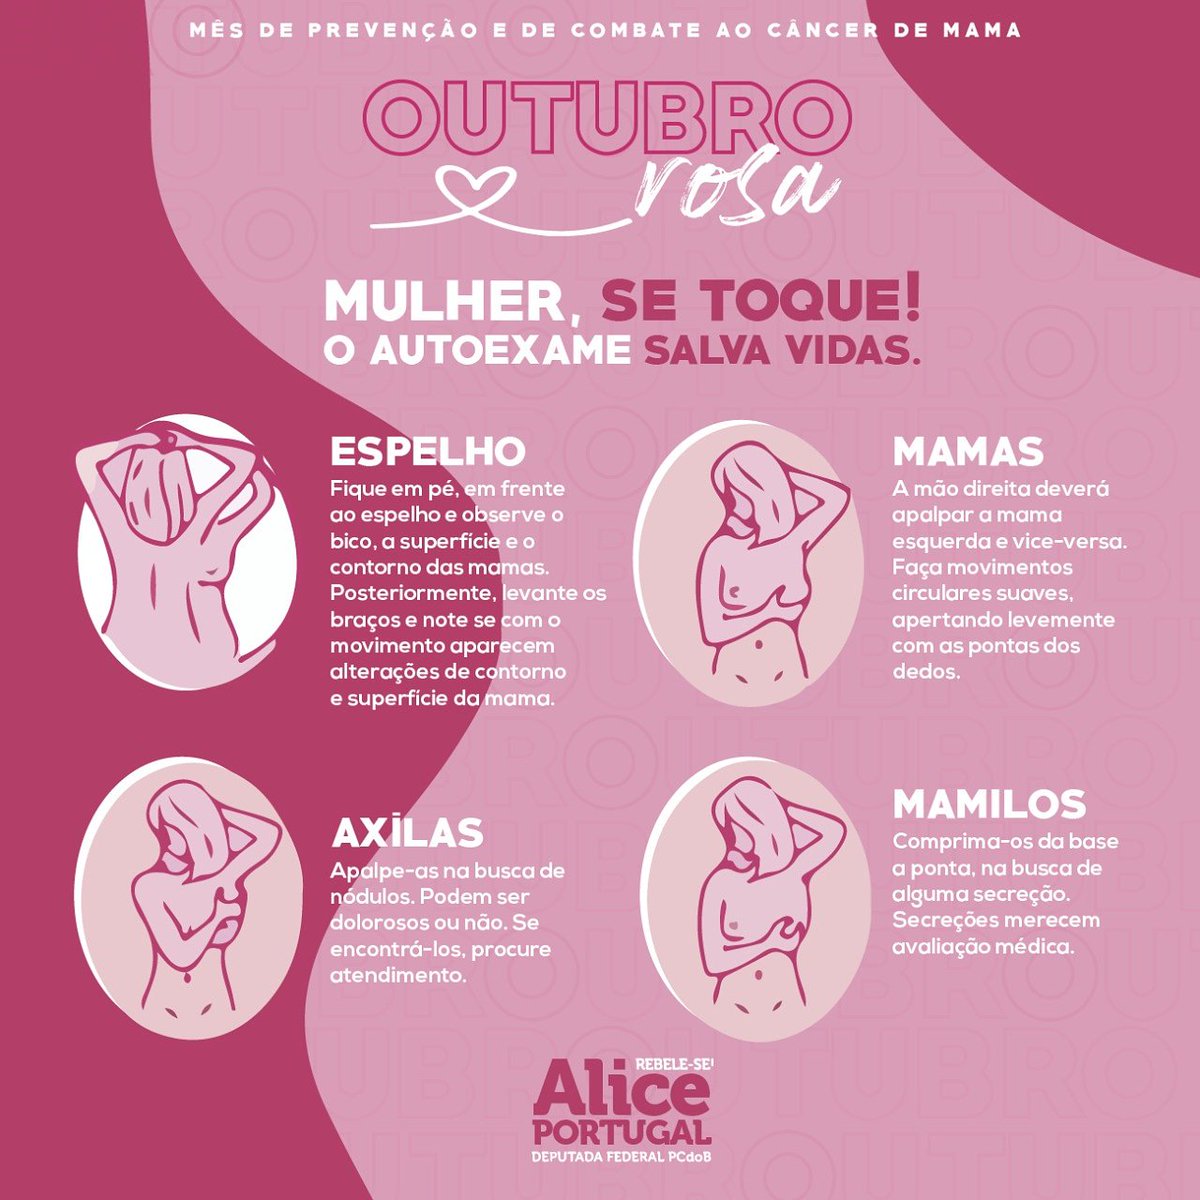 MÊS DE PREVENÇÃO E DE COMBATE AO CÂNCER DE MAMA
OUTUBRO
rosa
MULHER, SE TOQUE!
O AUTOEXAME SALVA VIDAS.
ESPELHO
Fique em pé, em frente
ao espelho e observe o
bico, a superfície e o
contorno das mamas.
Posteriormente, levante os
braços e note se com o
movimento aparecem
alterações de contorno
e superfície da mama.
MAMAS
A mão direita deverá
apalpar a mama
esquerda e vice-versa.
Faça movimentos
circulares suaves,
apertando levemente
com as pontas dos
dedos.
AXÍLAS
Apalpe-as na busca de
nódulos. Podem ser
dolorosos ou não. Se
encontrá-los, procure
atendimento.
MAMILOS
Comprima-os da base
a ponta, na busca de
alguma secreção.
Secreções merecem
avaliação médica.
REBELE-SE!
Alice
PORTUGAL
DEPUTADA FEDERAL PCdoB